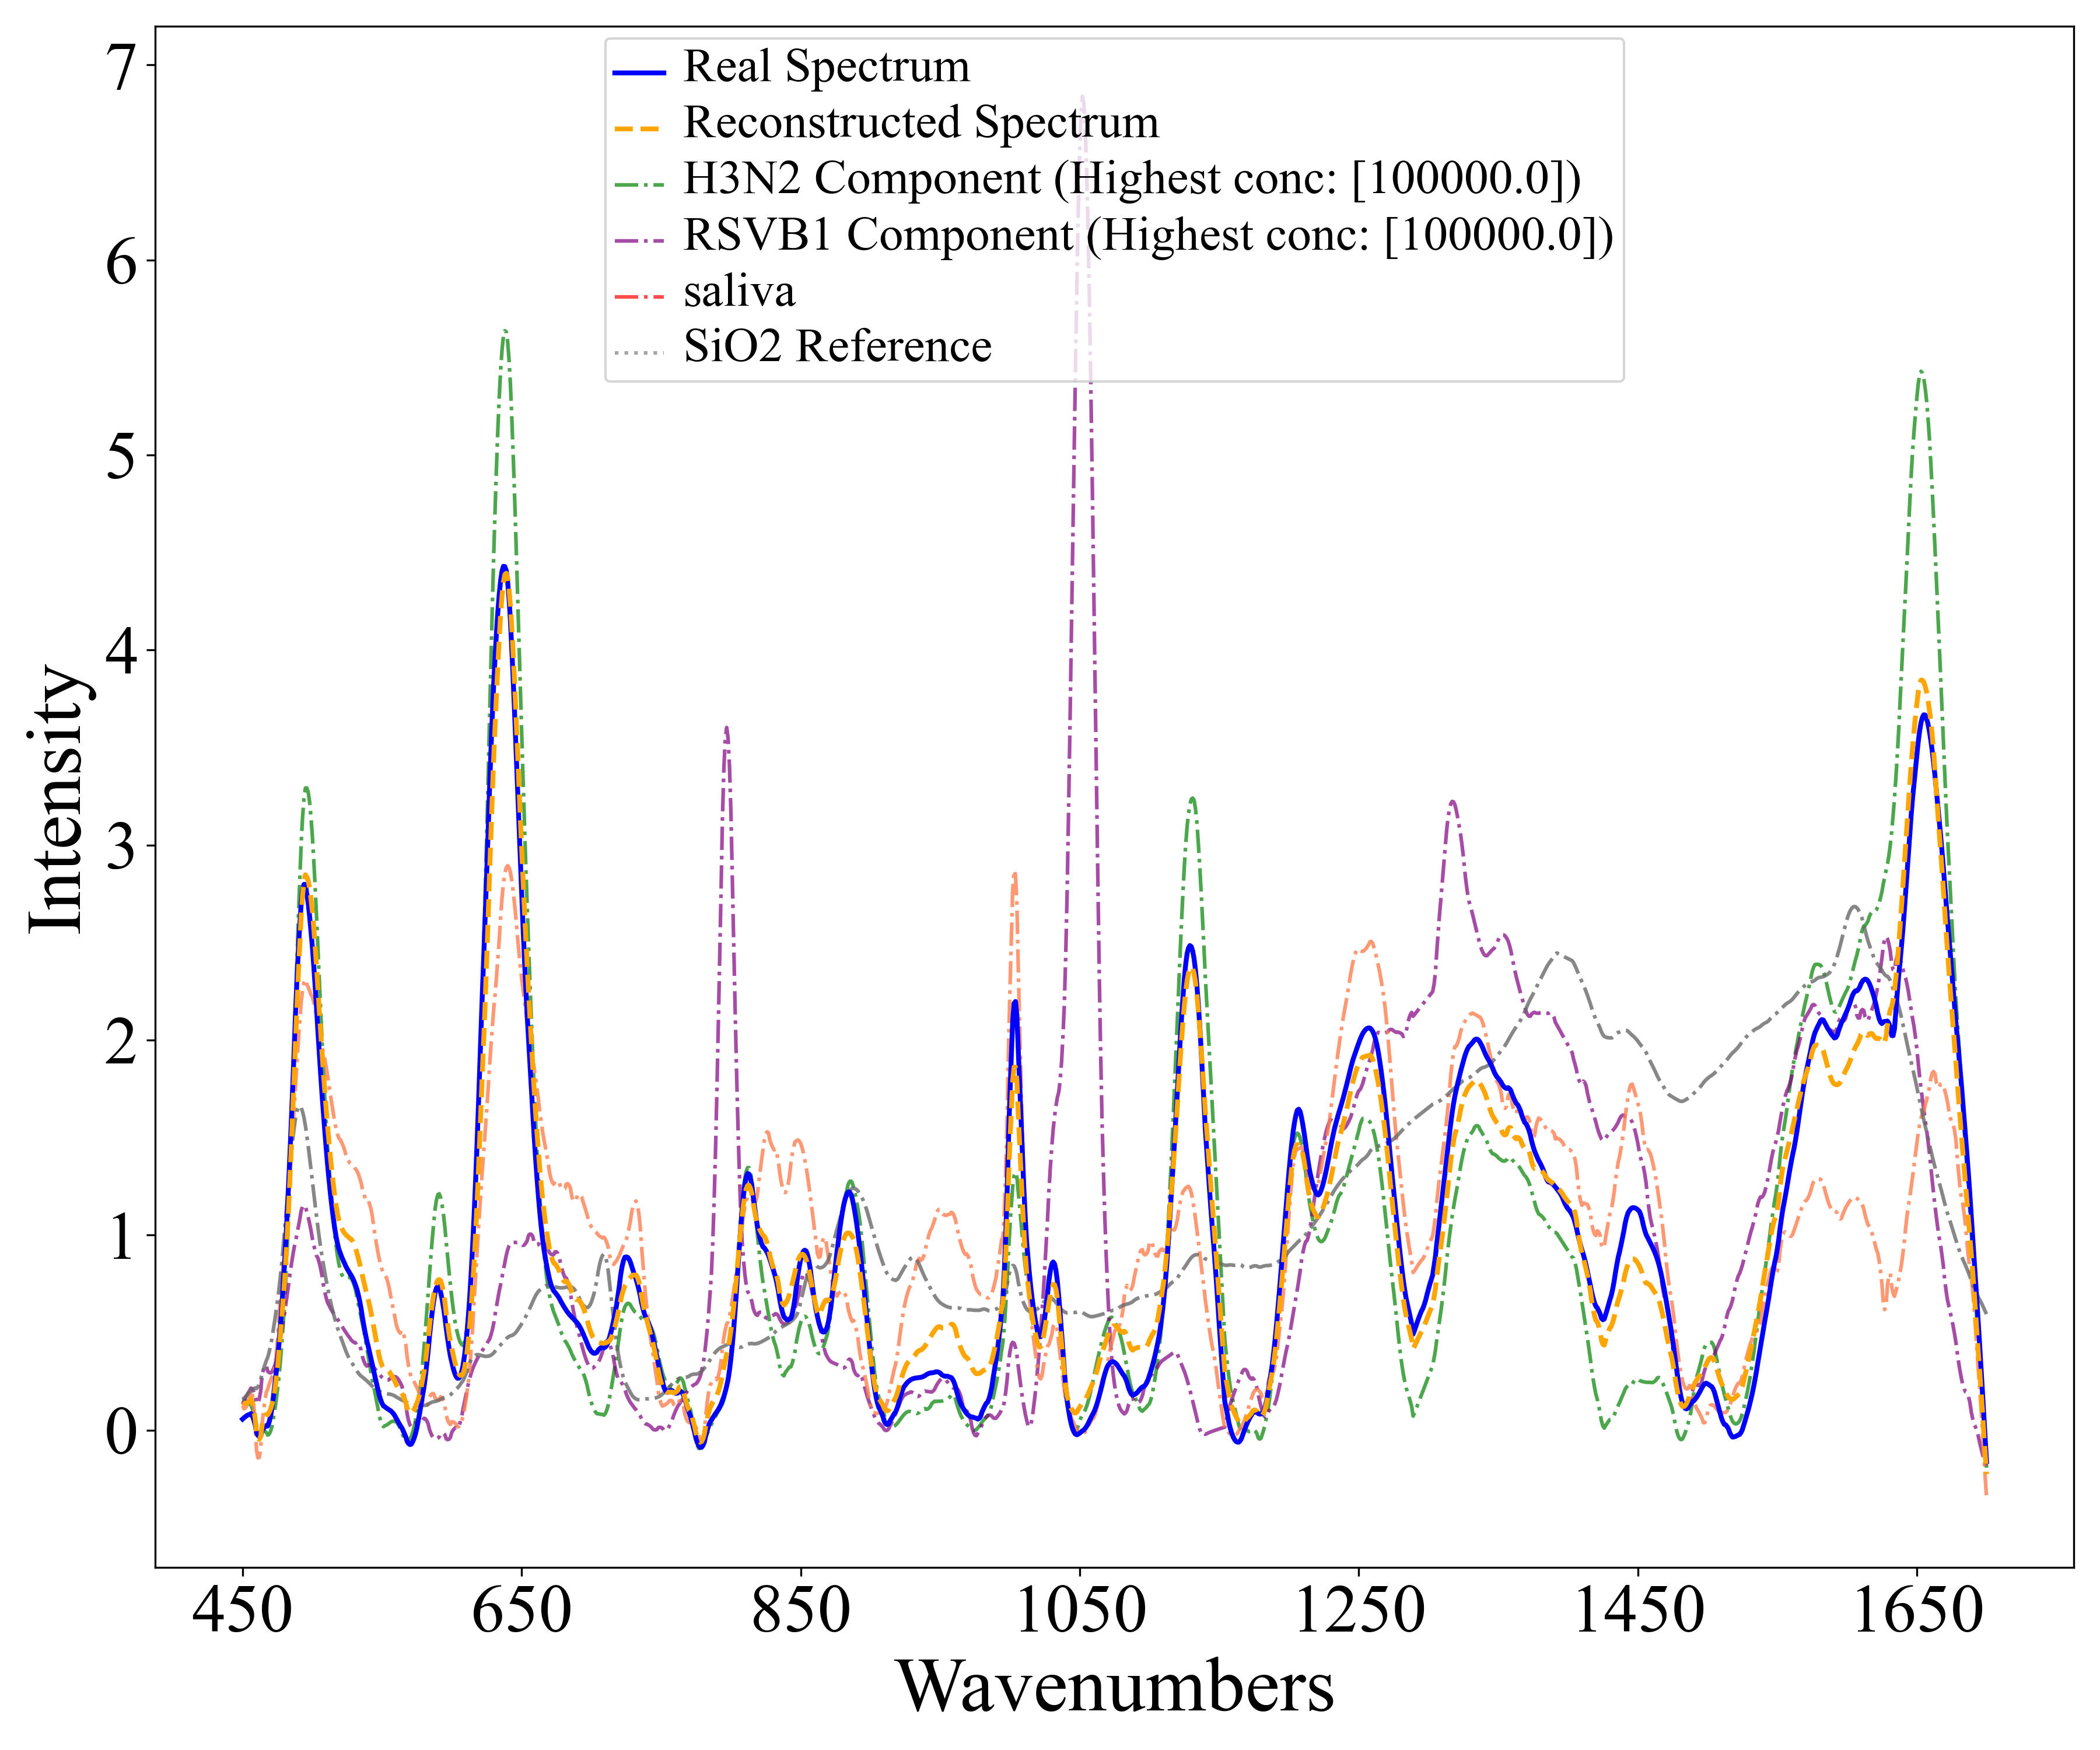 Real Spectrum
Reconstructed Spectrum
H3N2 Component (Highest conc: [100000.0])
RSVB1 Component (Highest conc: [100000.0])
saliva
SiO2 Reference
7
6
5
4
3
2
1
0
Intensity
450 650 850 1050 1250 1450 1650
Wavenumbers